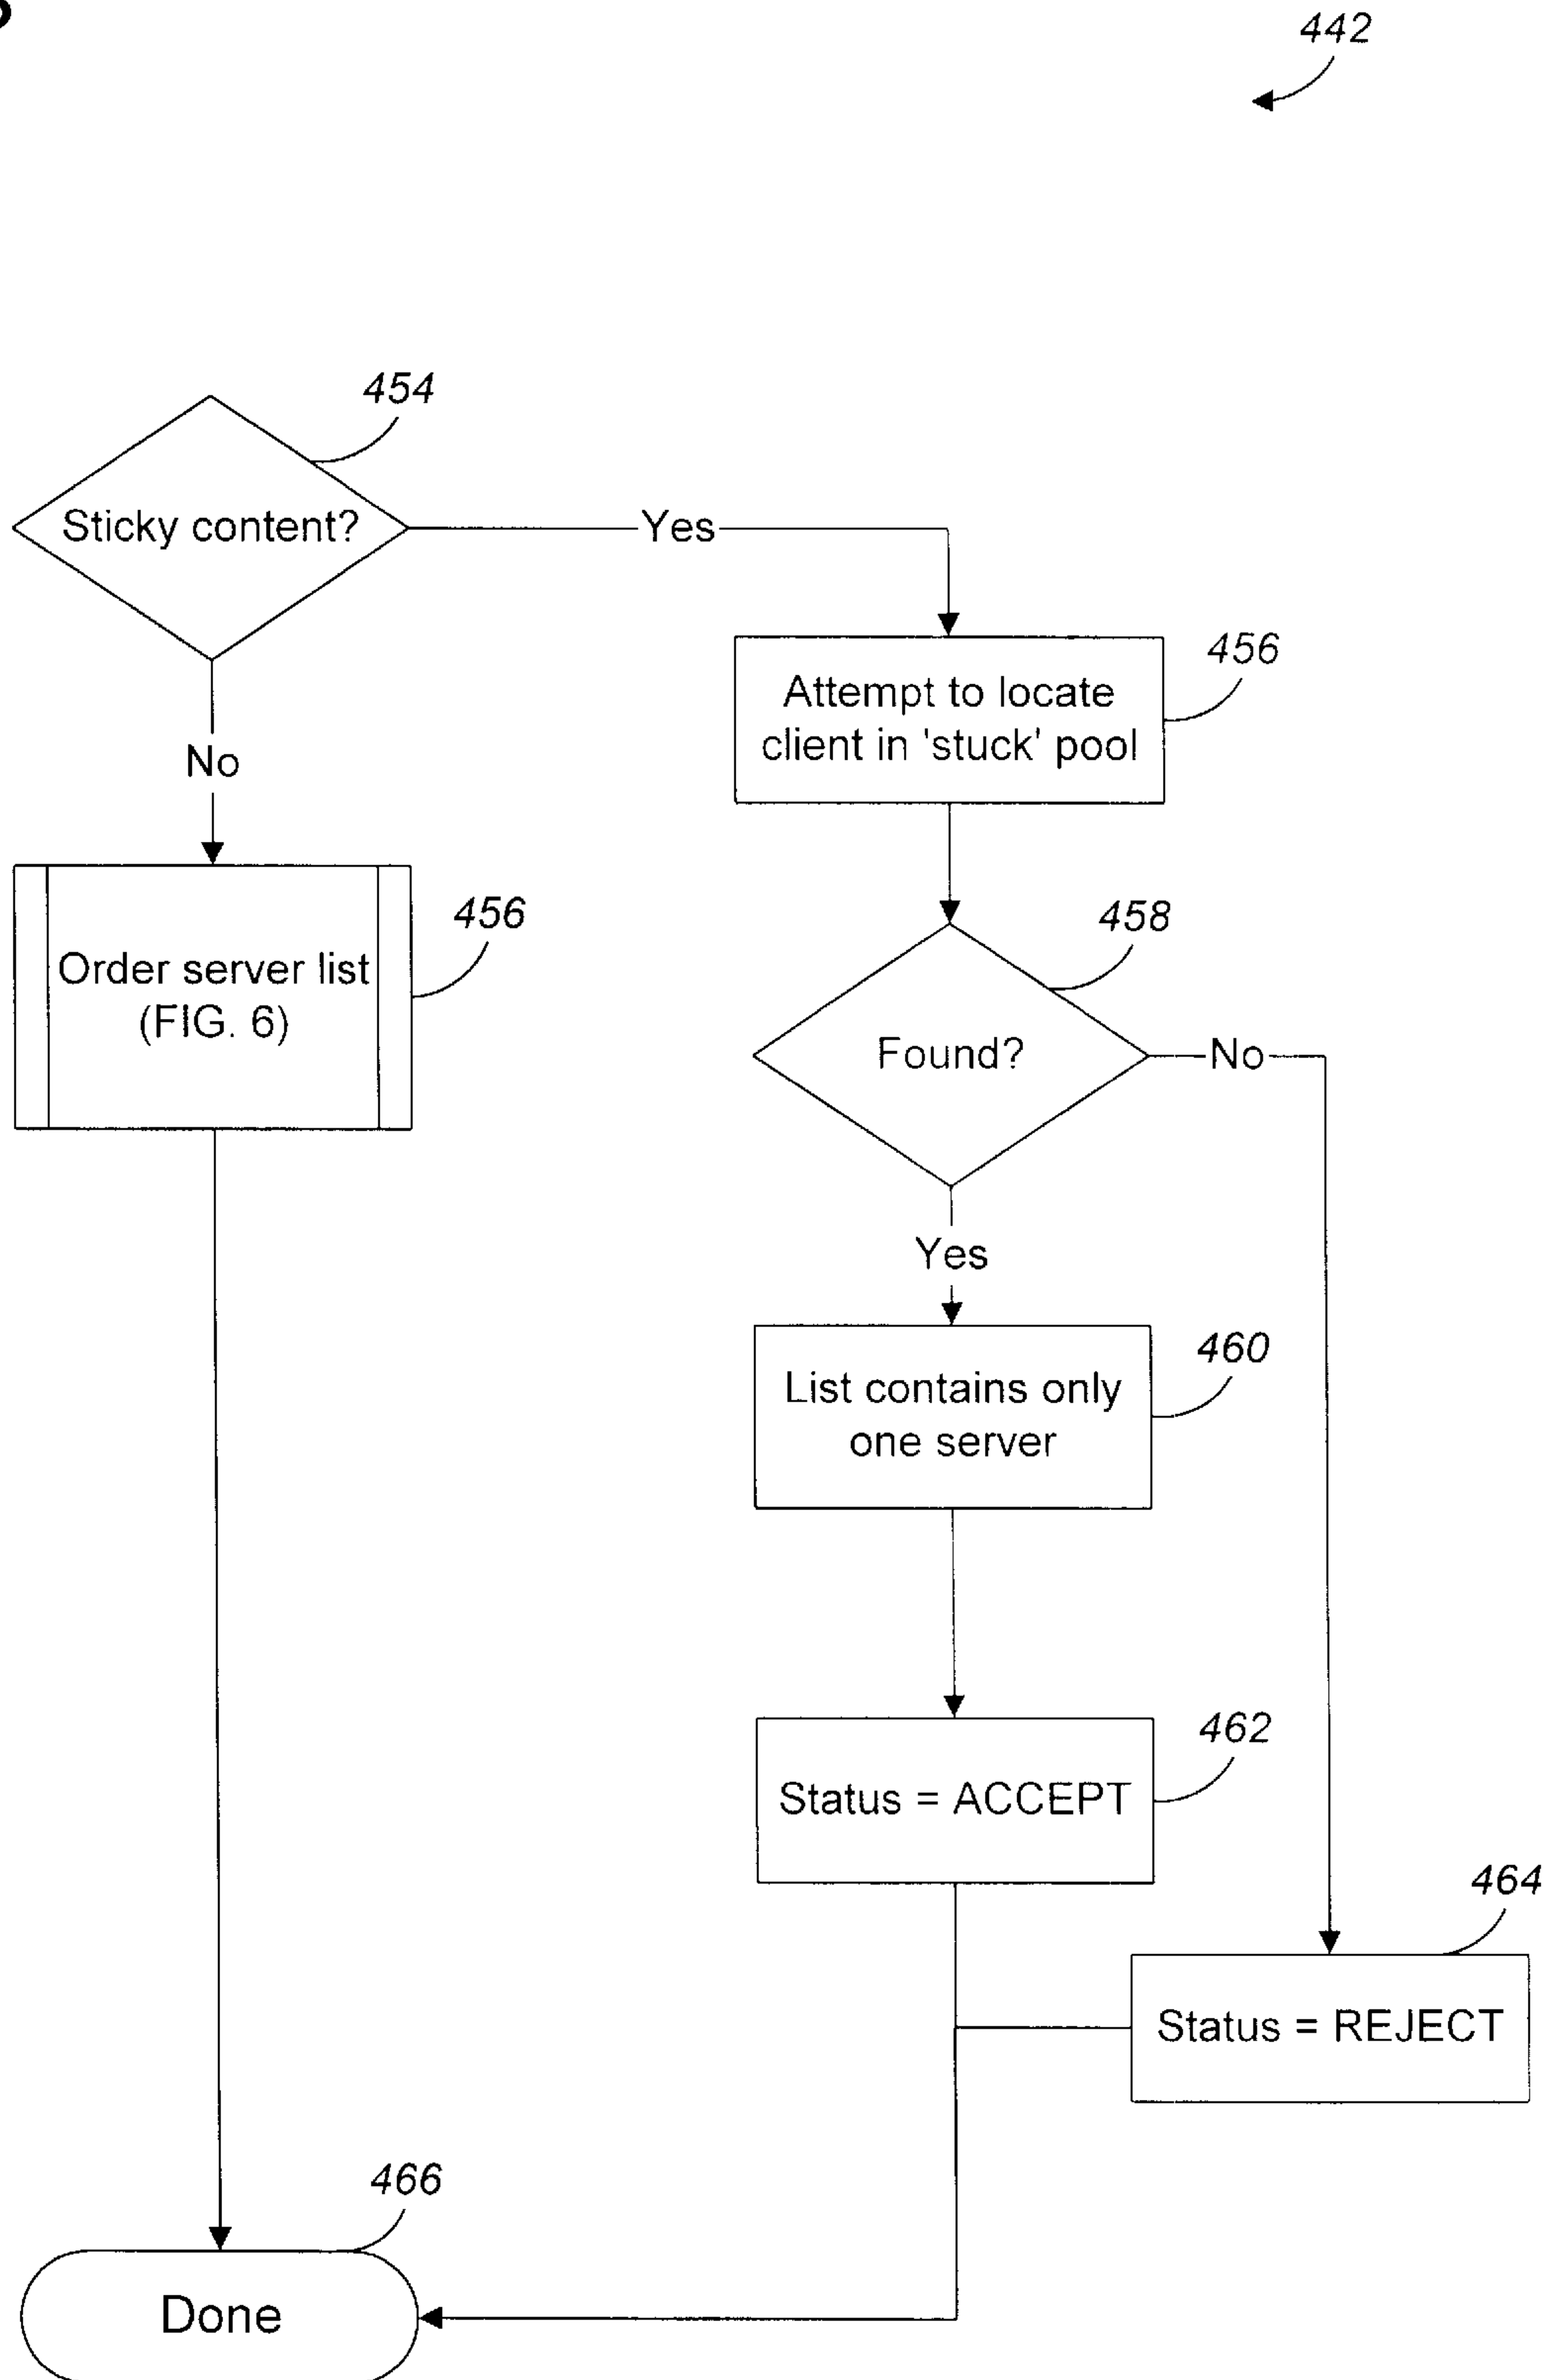 442
454
Sticky content?
Yes
456
Attempt to locate
client in 'stuck' pool
No
456
Order server list
(FIG. 6)
458
Found?
No
Yes
460
List contains only
one server
462
Status = ACCEPT
464
Status = REJECT
466
Done